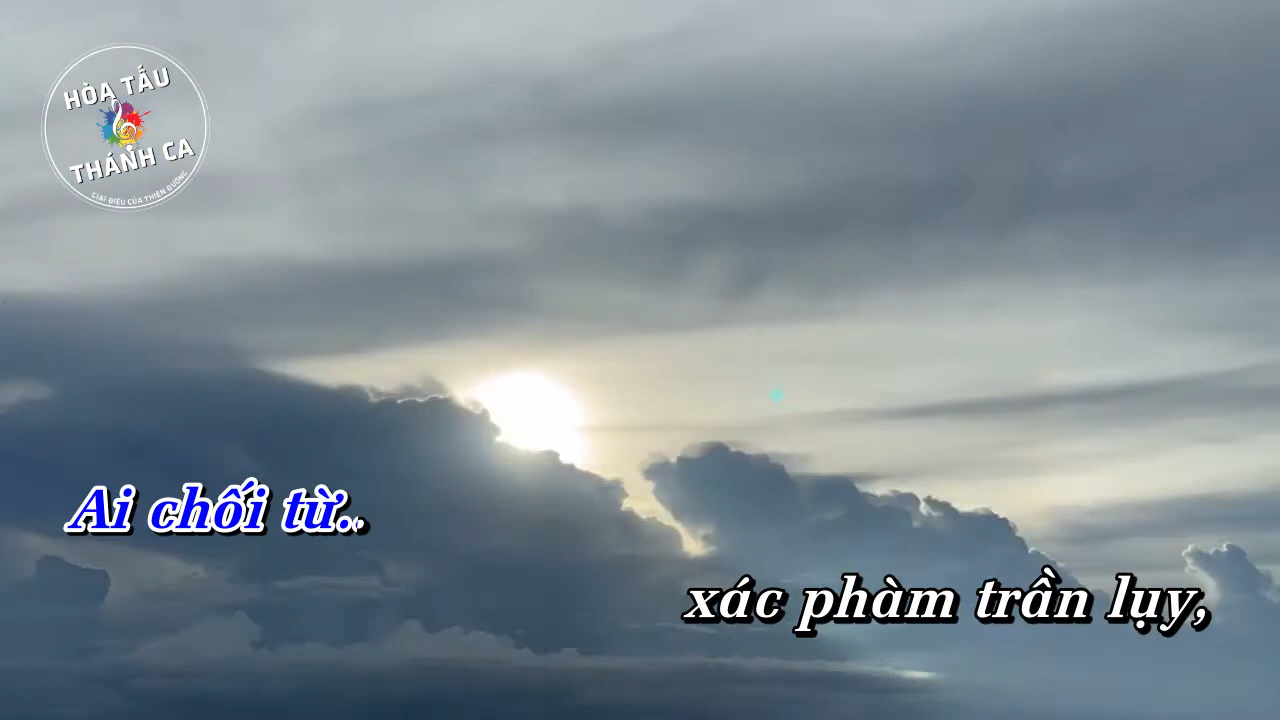 HÒA TẤU
THÁNH CA
GIAI ĐIỆU CỦA THIÊN ĐƯỜNG
Ai chối từ..
xác phàm trần lụy,